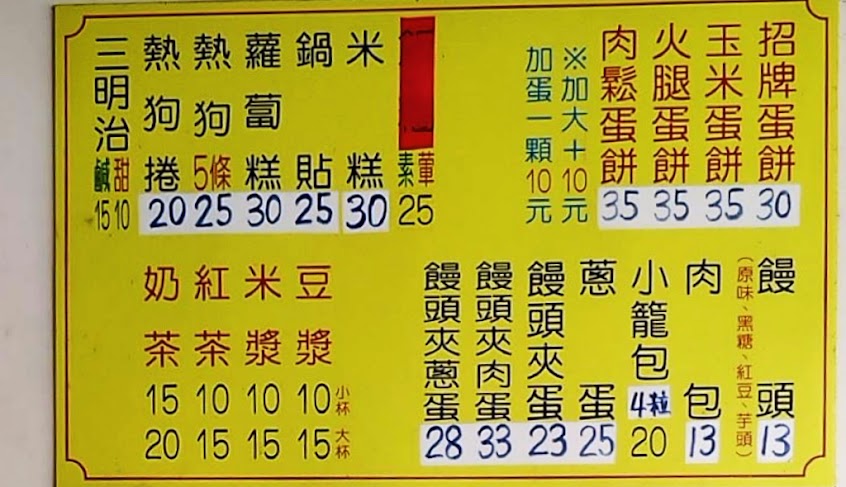 招牌蛋餅 30
玉米蛋餅 35
火腿蛋餅 35
肉鬆蛋餅 35
※加大+10元
加蛋一顆10元
葷素 25
米糕 30
鍋貼 25
蘿蔔糕 30
熱狗5條 25
熱狗捲 20
三明治 甜10 鹹15
饅頭 13
(原味、黑糖、紅豆、芋頭)
肉包 13
小籠包4粒 20
蔥蛋 25
饅頭夾蛋 23
饅頭夾肉蛋 33
饅頭夾蔥蛋 28
小杯 大杯
豆漿 10 15
米漿 10 15
紅茶 10 15
奶茶 15 20